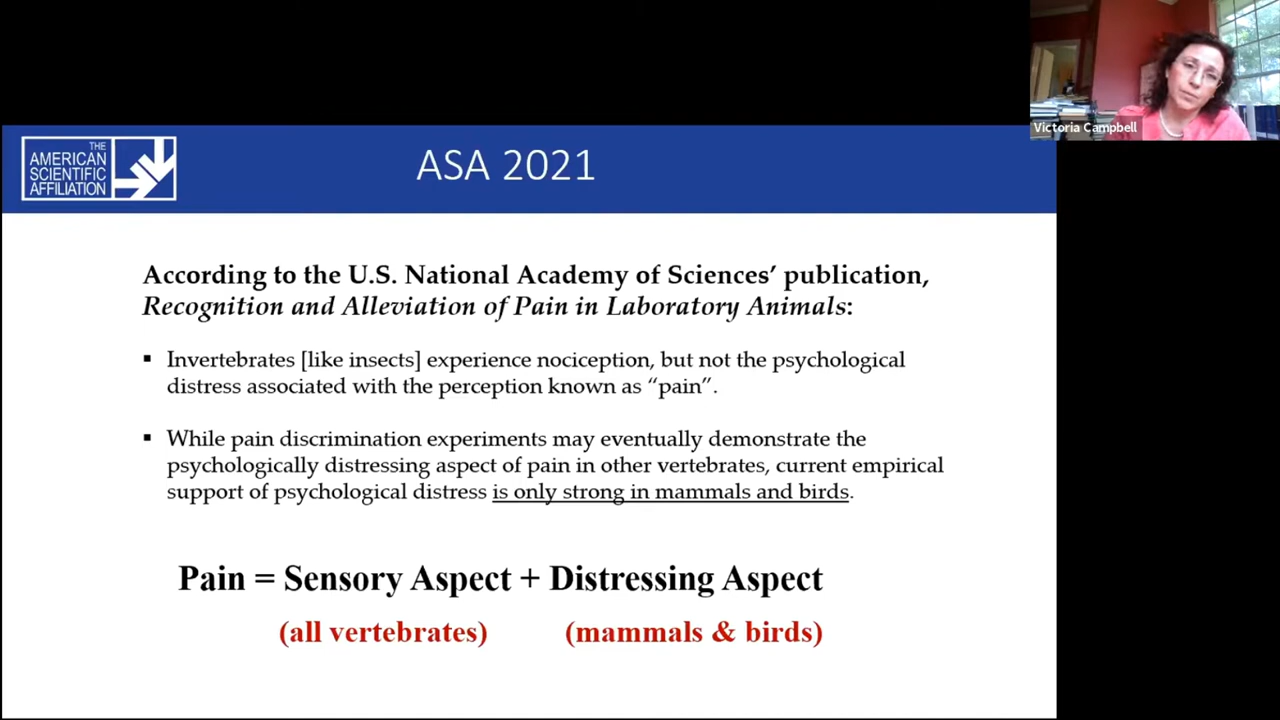 Victoria Campbell
THE
AMERICAN
SCIENTIFIC
AFFILIATION
ASA 2021
According to the U.S. National Academy of Sciences' publication,
Recognition and Alleviation of Pain in Laboratory Animals:
▪ Invertebrates [like insects] experience nociception, but not the psychological
distress associated with the perception known as “pain”.
▪ While pain discrimination experiments may eventually demonstrate the
psychologically distressing aspect of pain in other vertebrates, current empirical
support of psychological distress is only strong in mammals and birds.
Pain = Sensory Aspect + Distressing Aspect
(all vertebrates) (mammals & birds)